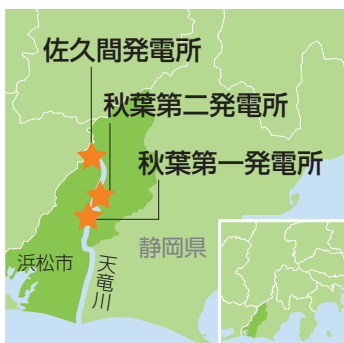 佐久間発電所
秋葉第二発電所
秋葉第一発電所
静岡県
浜松市
天竜川